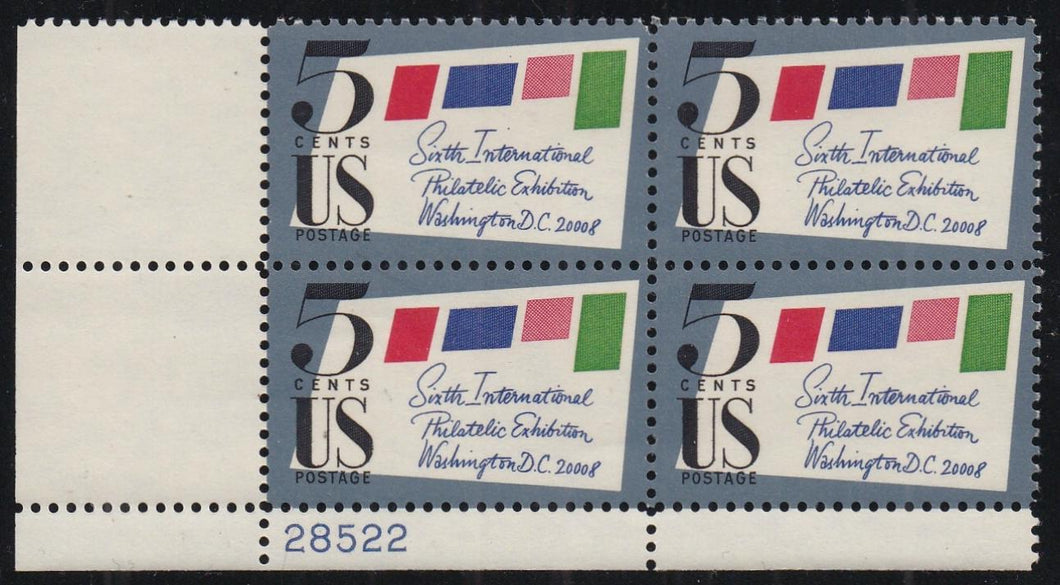 5
CENTS
US
POSTAGE
Sixth International
Philatelic Exhibition
Washington D.C. 20008
5
CENTS
US
POSTAGE
Sixth International
Philatelic Exhibition
Washington D.C. 20008
5
CENTS
US
POSTAGE
Sixth International
Philatelic Exhibition
Washington D.C. 20008
5
CENTS
US
POSTAGE
Sixth International
Philatelic Exhibition
Washington D.C. 20008
28522